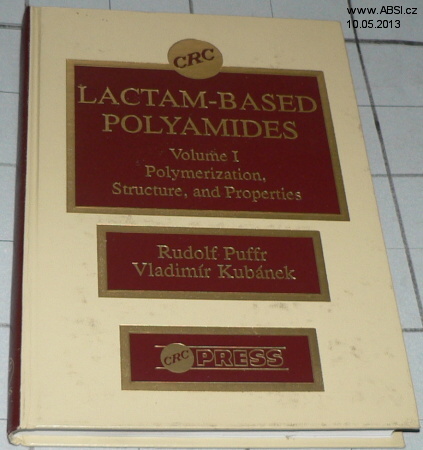 www.ABSI.cz
10.05.2013
CRC
LACTAM-BASED
POLYAMIDES
Volume I
Polymerization,
Structure, and Properties
Rudolf Puffr
Vladimír Kubánek
CRC PRESS